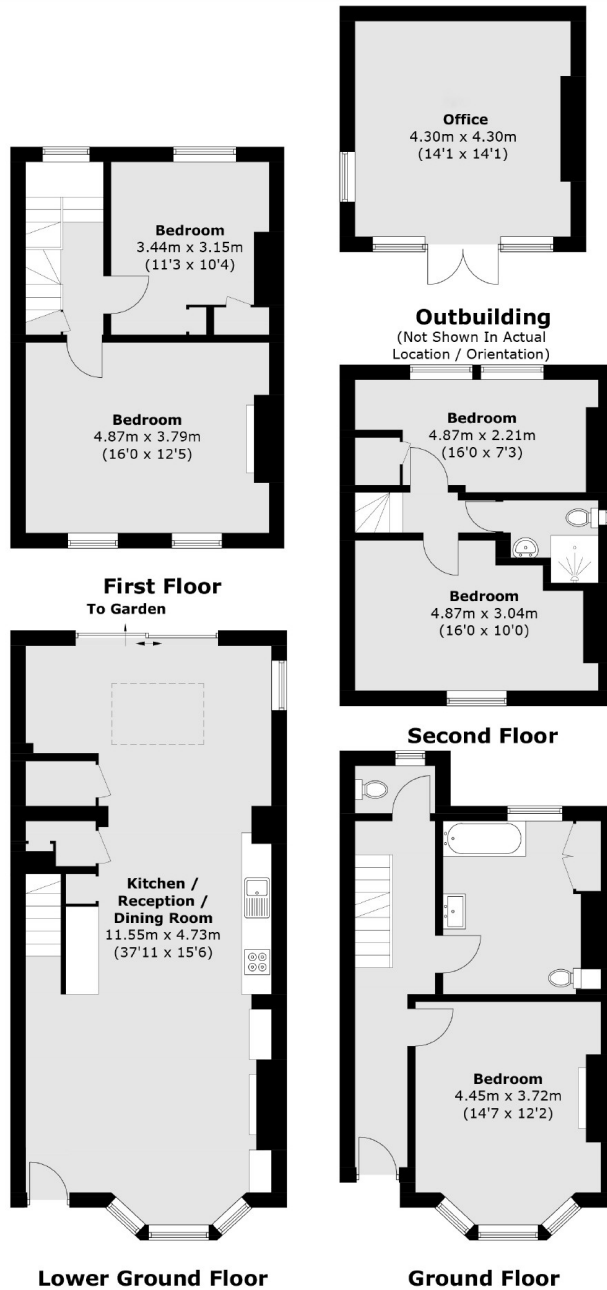 Office
4.30m x 4.30m
(14'1 x 14'1)
Outbuilding
(Not Shown In Actual
Location / Orientation)
Bedroom
3.44m x 3.15m
(11'3 x 10'4)
Bedroom
4.87m x 3.79m
(16'0 x 12'5)
First Floor
Bedroom
4.87m x 2.21m
(16'0 x 7'3)
Bedroom
4.87m x 3.04m
(16'0 x 10'0)
Second Floor
To Garden
Kitchen /
Reception /
Dining Room
11.55m x 4.73m
(37'11 x 15'6)
Lower Ground Floor
Bedroom
4.45m x 3.72m
(14'7 x 12'2)
Ground Floor